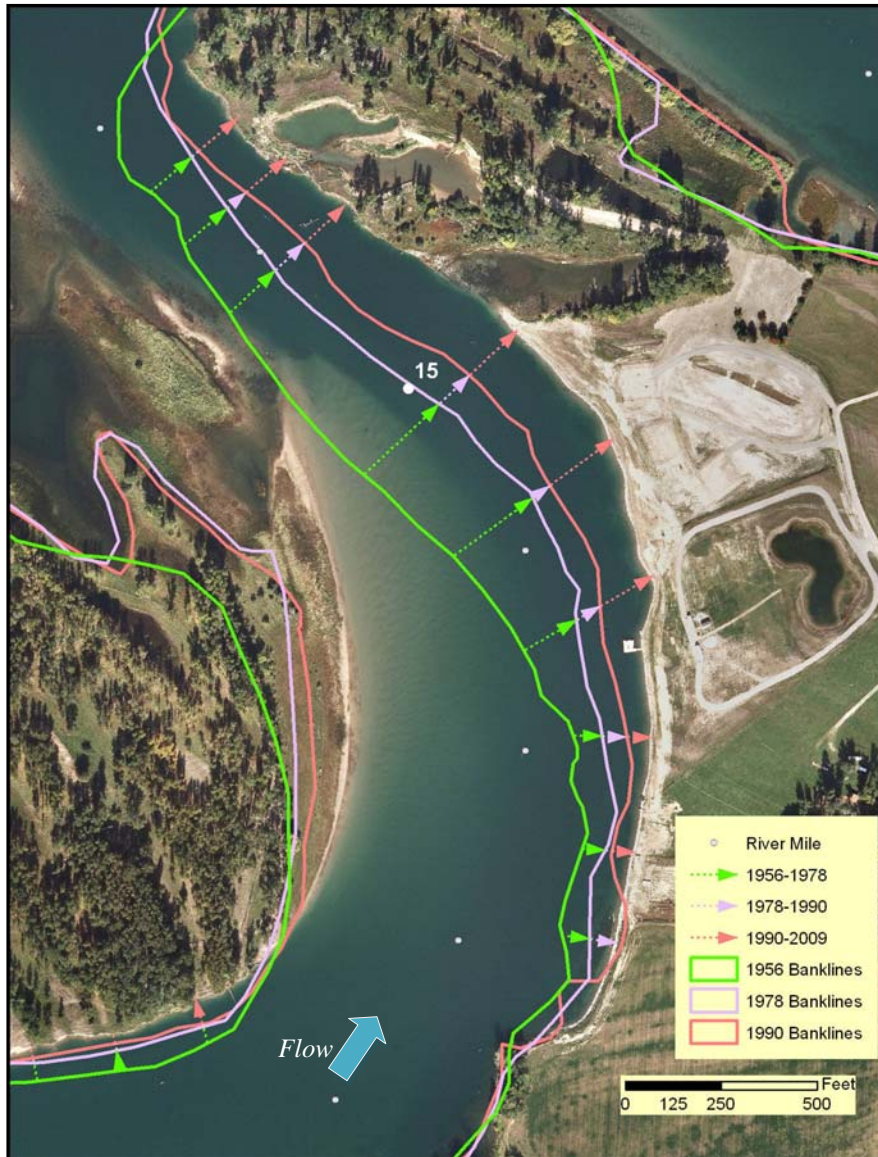 15
Flow
River Mile
1956-1978
1978-1990
1990-2009
1956 Banklines
1978 Banklines
1990 Banklines
Feet
0 125 250 500